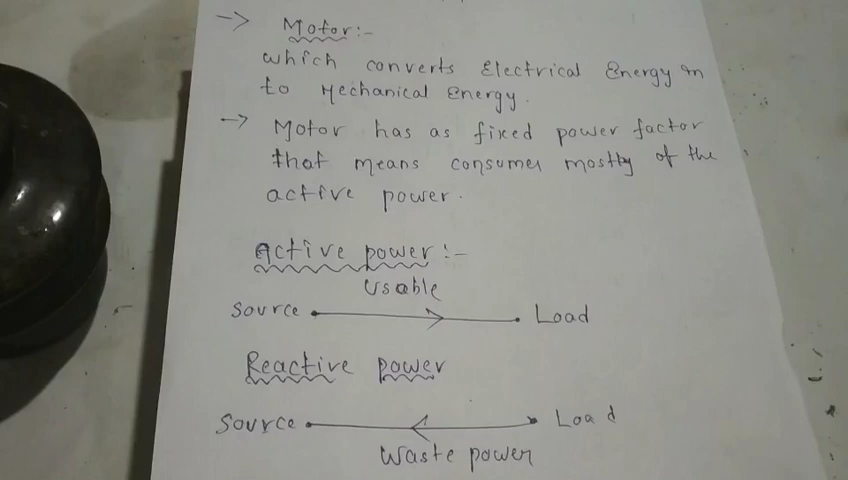 → Motor:-
which converts Electrical Energy in
to Mechanical Energy.
→ Motor has as fixed power factor
that means consumes mostly of the
active power.
Active power:-
Usable
Source Load
Reactive power
Source Load
Waste power